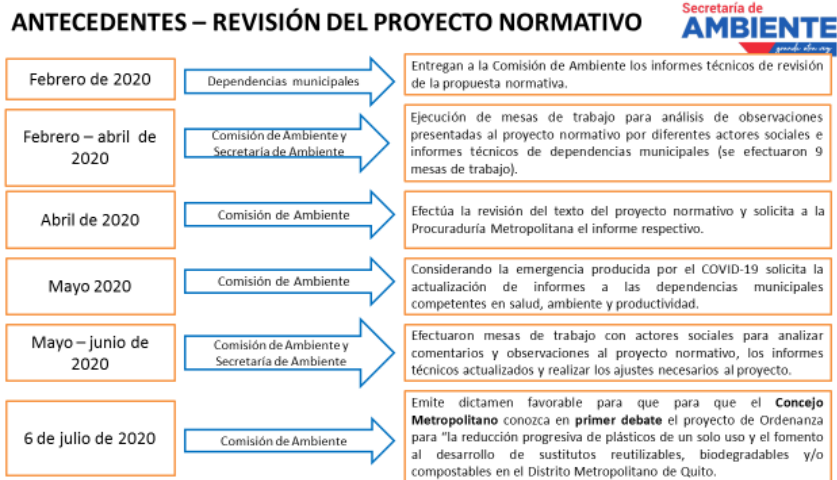 ANTECEDENTES – REVISIÓN DEL PROYECTO NORMATIVO
Secretaría de
AMBIENTE
grande otra vez
Febrero de 2020
Dependencias municipales
Entregan a la Comisión de Ambiente los informes técnicos de revisión
de la propuesta normativa.
Febrero – abril de
2020
Comisión de Ambiente y
Secretaría de Ambiente
Ejecución de mesas de trabajo para análisis de observaciones
presentadas al proyecto normativo por diferentes actores sociales e
informes técnicos de dependencias municipales (se efectuaron 9
mesas de trabajo).
Abril de 2020
Comisión de Ambiente
Efectúa la revisión del texto del proyecto normativo y solicita a la
Procuraduría Metropolitana el informe respectivo.
Mayo 2020
Comisión de Ambiente
Considerando la emergencia producida por el COVID-19 solicita la
actualización de informes a las dependencias municipales
competentes en salud, ambiente y productividad.
Mayo – junio de
2020
Comisión de Ambiente y
Secretaría de Ambiente
Efectuaron mesas de trabajo con actores sociales para analizar
comentarios y observaciones al proyecto normativo, los informes
técnicos actualizados y realizar los ajustes necesarios al proyecto.
6 de julio de 2020
Comisión de Ambiente
Emite dictamen favorable para que para que el Concejo
Metropolitano conozca en primer debate el proyecto de Ordenanza
para "la reducción progresiva de plásticos de un solo uso y el fomento
al desarrollo de sustitutos reutilizables, biodegradables y/o
compostables en el Distrito Metropolitano de Quito.